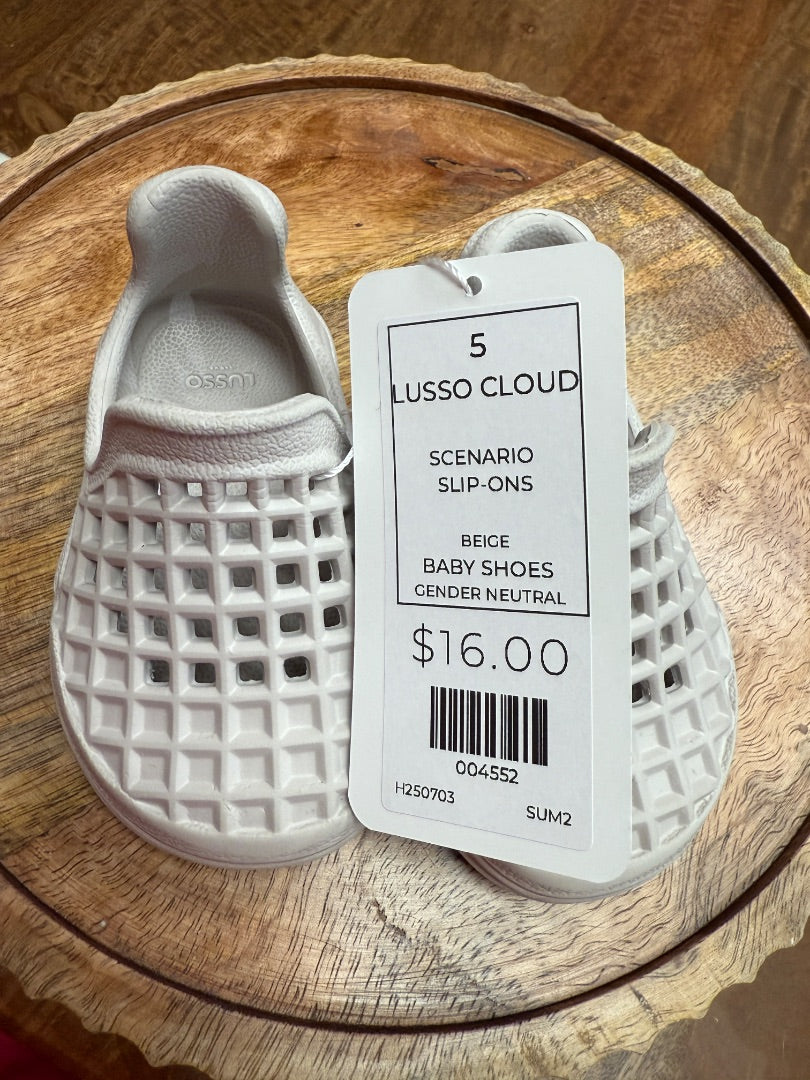 LUSSO
5
LUSSO CLOUD
SCENARIO
SLIP-ONS
BEIGE
BABY SHOES
GENDER NEUTRAL
$16.00
004552
H250703
SUM2